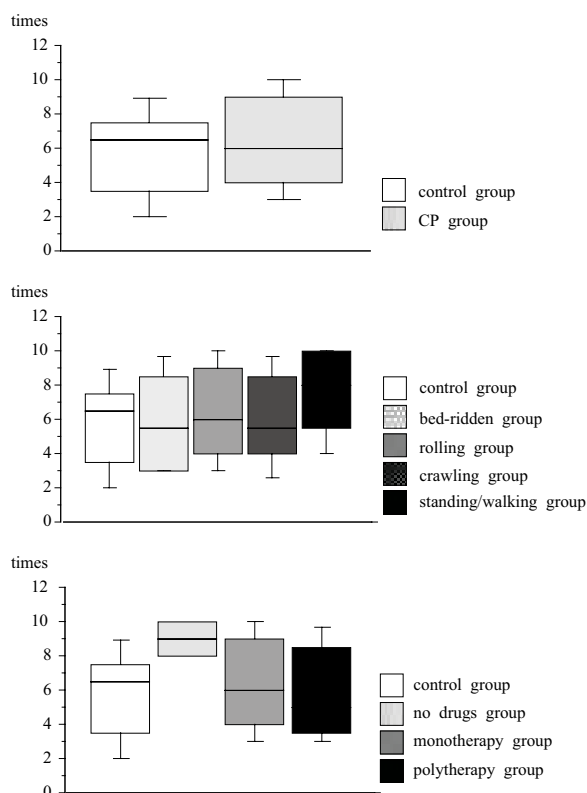 times
12
10
8
6
4
2
0
control group
CP group
times
12
10
8
6
4
2
0
control group
bed-ridden group
rolling group
crawling group
standing/walking group
times
12
10
8
6
4
2
0
control group
no drugs group
monotherapy group
polytherapy group